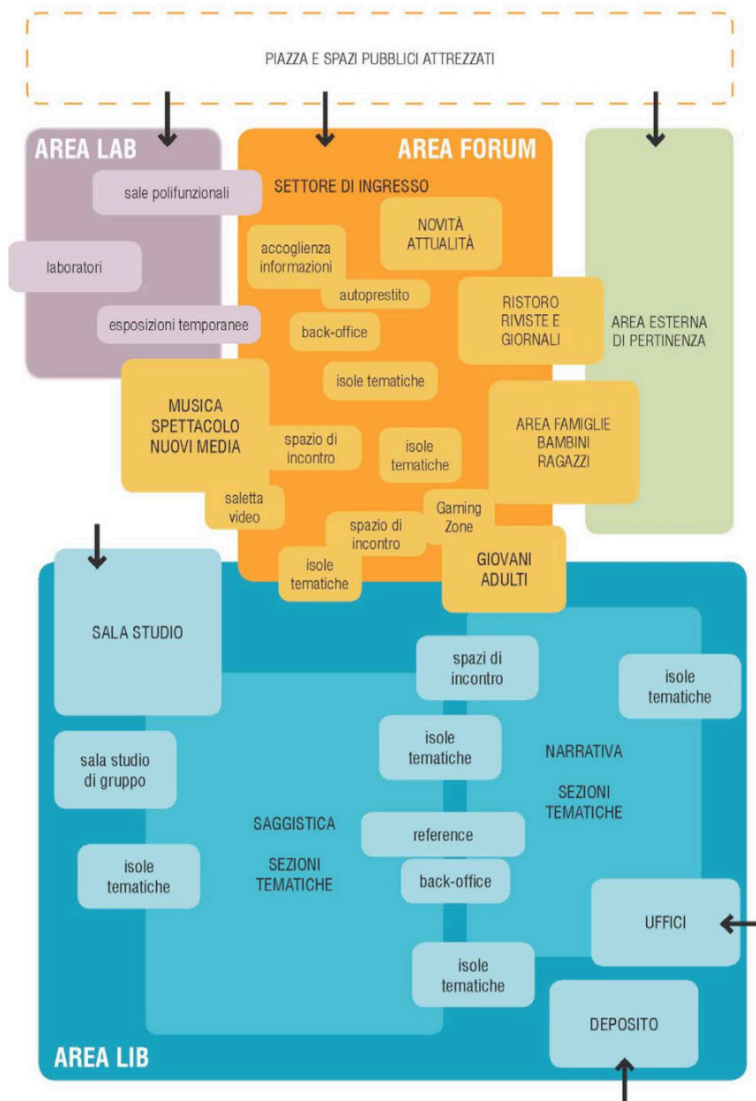 PIAZZA E SPAZI PUBBLICI ATTREZZATI
AREA LAB
sale polifunzionali
laboratori
esposizioni temporanee
AREA FORUM
SETTORE DI INGRESSO
NOVITÀ
ATTUALITÀ
accoglienza
informazioni
autoprestito
back-office
RISTORO
RIVISTE E
GIORNALI
AREA ESTERNA
DI PERTINENZA
isole tematiche
MUSICA
SPETTACOLO
NUOVI MEDIA
spazio di
incontro
isole
tematiche
AREA FAMIGLIE
BAMBINI
RAGAZZI
saletta
video
Gaming
Zone
spazio di
incontro
isole
tematiche
GIOVANI
ADULTI
SALA STUDIO
spazi di
incontro
isole
tematiche
sala studio
di gruppo
isole
tematiche
NARRATIVA
SEZIONI
TEMATICHE
SAGGISTICA
SEZIONI
TEMATICHE
reference
isole
tematiche
back-office
UFFICI
isole
tematiche
DEPOSITO
AREA LIB